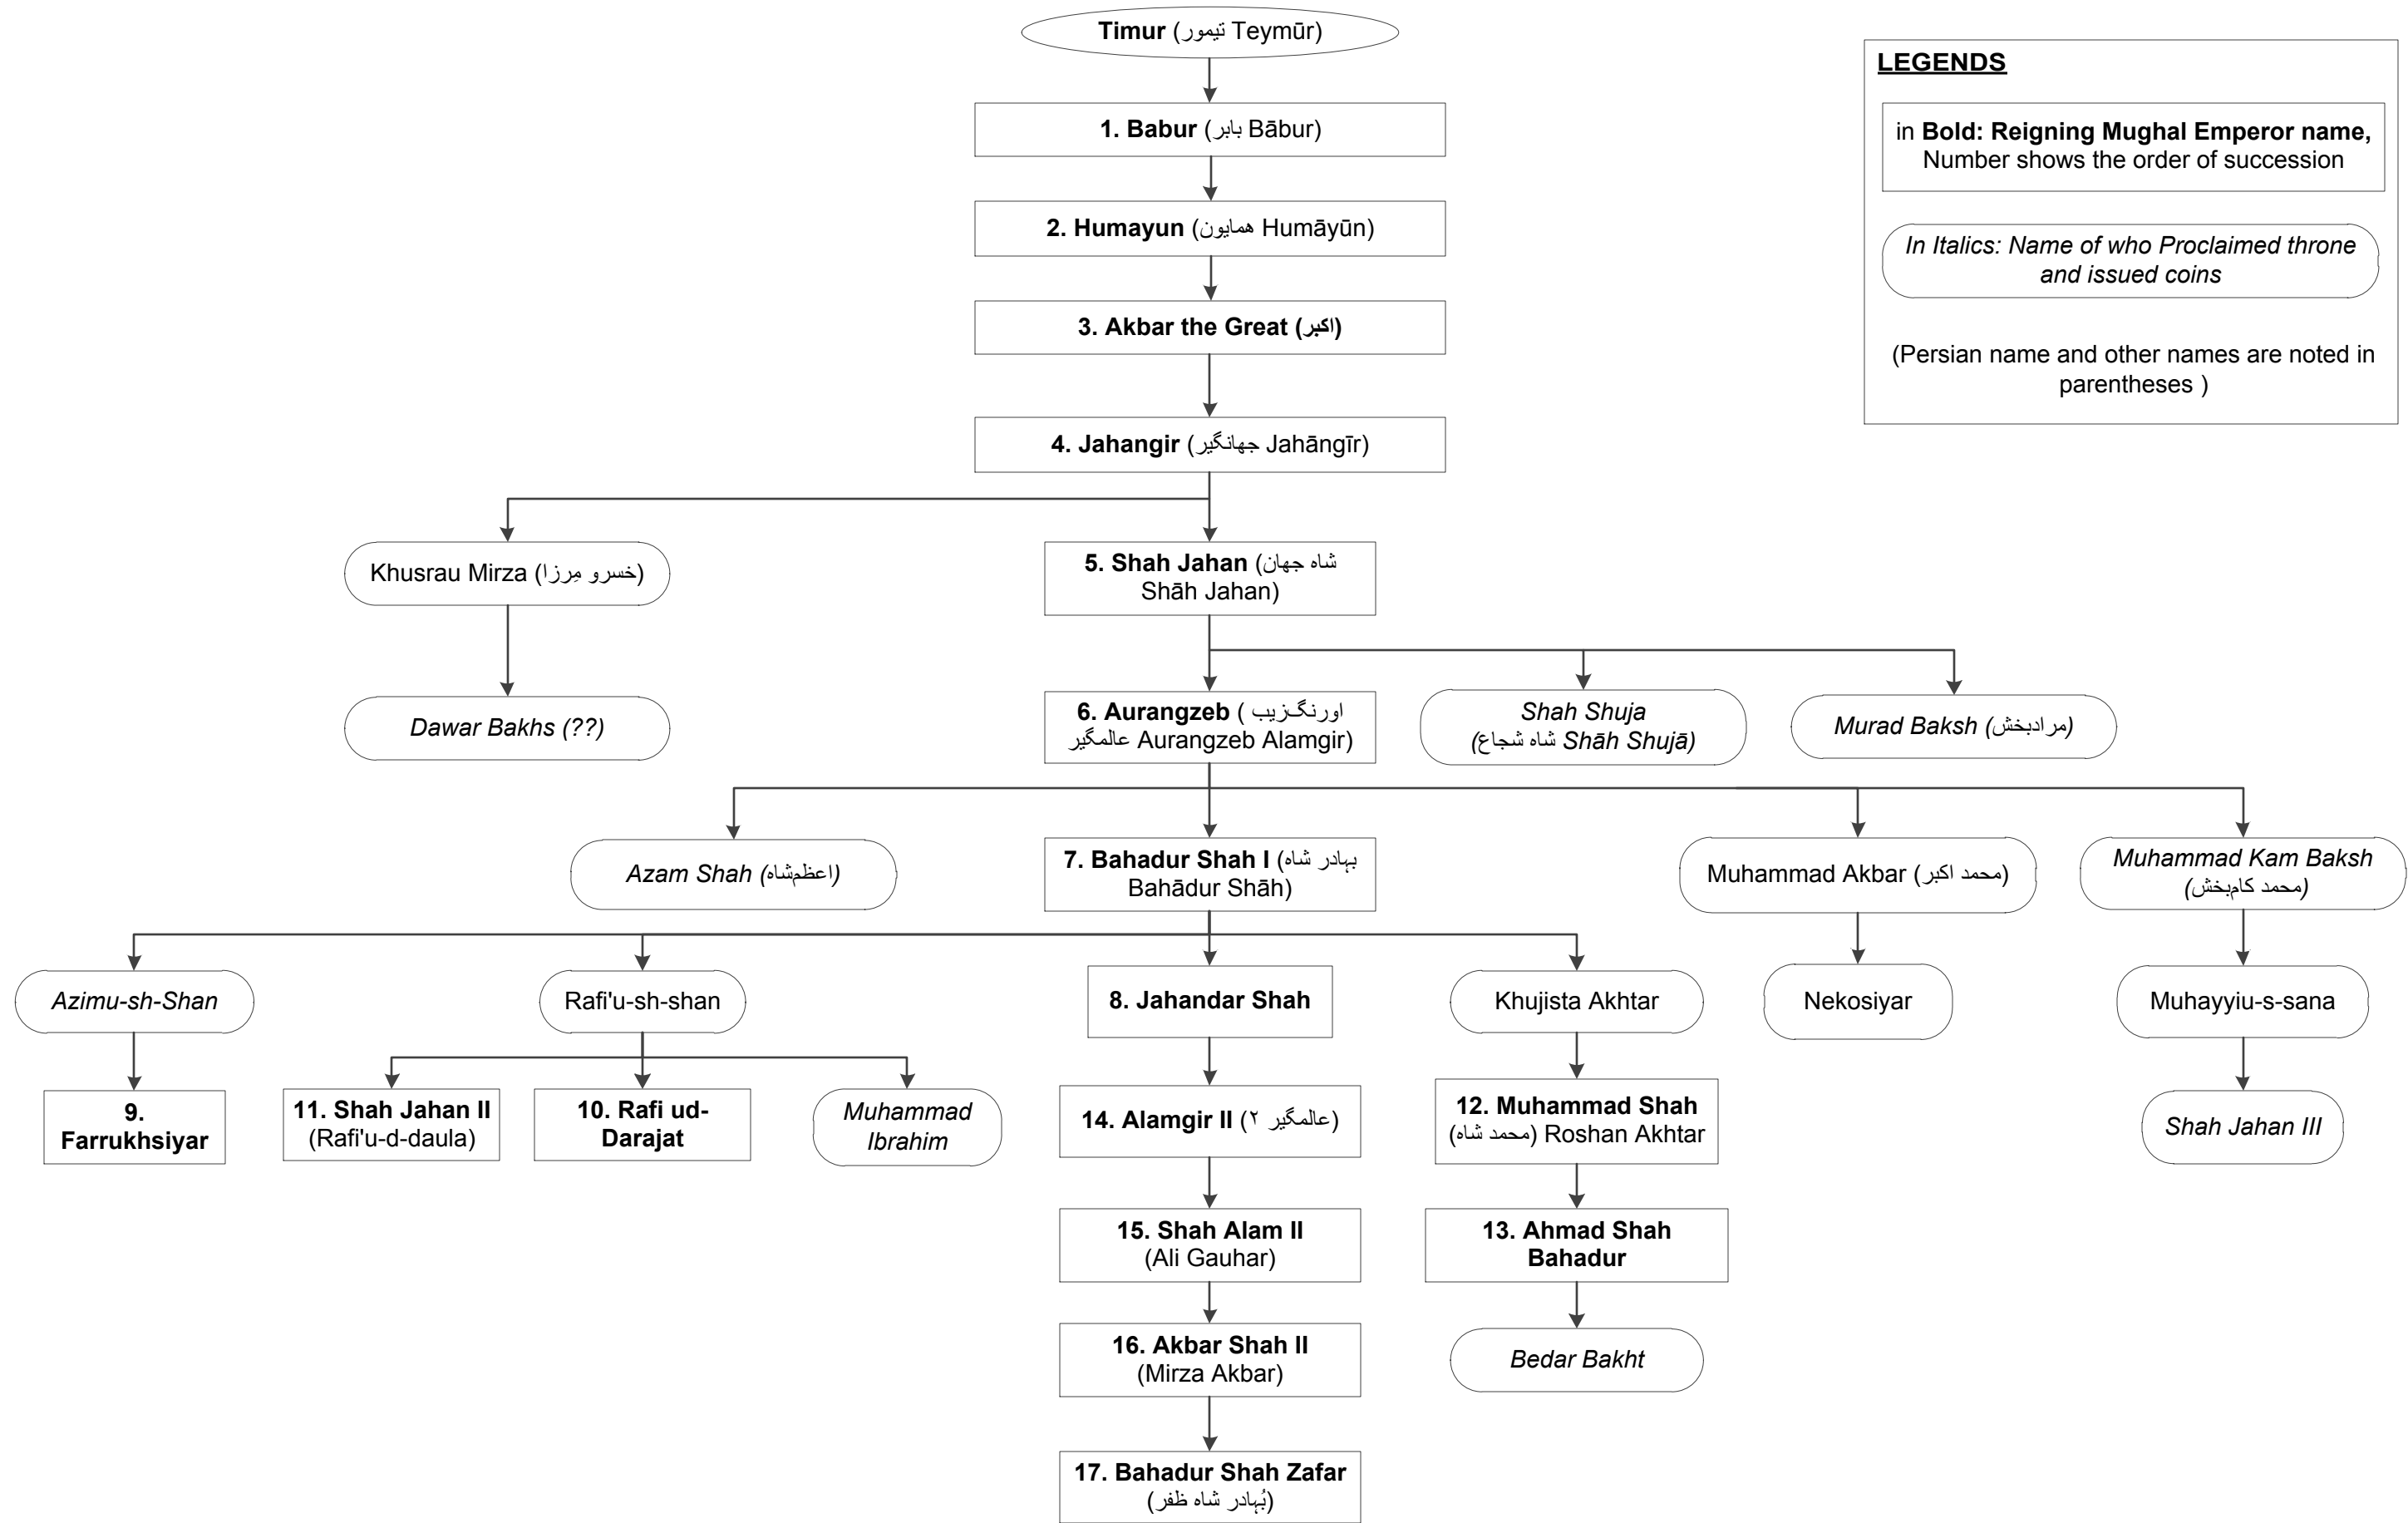 Timur (تیمور Teymūr)
LEGENDS
1. Babur (بابر Bābur)
in Bold: Reigning Mughal Emperor name,
Number shows the order of succession
2. Humayun (همایون Humāyūn)
In Italics: Name of who Proclaimed throne
and issued coins
3. Akbar the Great (اکبر)
(Persian name and other names are noted in
parentheses )
4. Jahangir (جهانگیر Jahāngīr)
Khusrau Mirza (خسرو مِرزا)
5. Shah Jahan (شاه جهان
Shāh Jahan)
Dawar Bakhs (??)
6. Aurangzeb ( اورنگـزیب
عالمگیر Aurangzeb Alamgir)
Shah Shuja
(شاه شجاع Shāh Shujā)
Murad Baksh (مرادبخش)
Azam Shah (اعظم‌شاه)
7. Bahadur Shah I (بہادر شاه
Bahādur Shāh)
Muhammad Akbar (محمد اکبر)
Muhammad Kam Baksh
(محمد کام‌بخش)
Azimu-sh-Shan
Rafi'u-sh-shan
8. Jahandar Shah
Khujista Akhtar
Nekosiyar
Muhayyiu-s-sana
9.
Farrukhsiyar
11. Shah Jahan II
(Rafi'u-d-daula)
10. Rafi ud-
Darajat
Muhammad
Ibrahim
14. Alamgir II (عالمگیر ۲)
12. Muhammad Shah
(محمد شاه) Roshan Akhtar
Shah Jahan III
15. Shah Alam II
(Ali Gauhar)
13. Ahmad Shah
Bahadur
16. Akbar Shah II
(Mirza Akbar)
Bedar Bakht
17. Bahadur Shah Zafar
(بُہادر شاه ظفر)